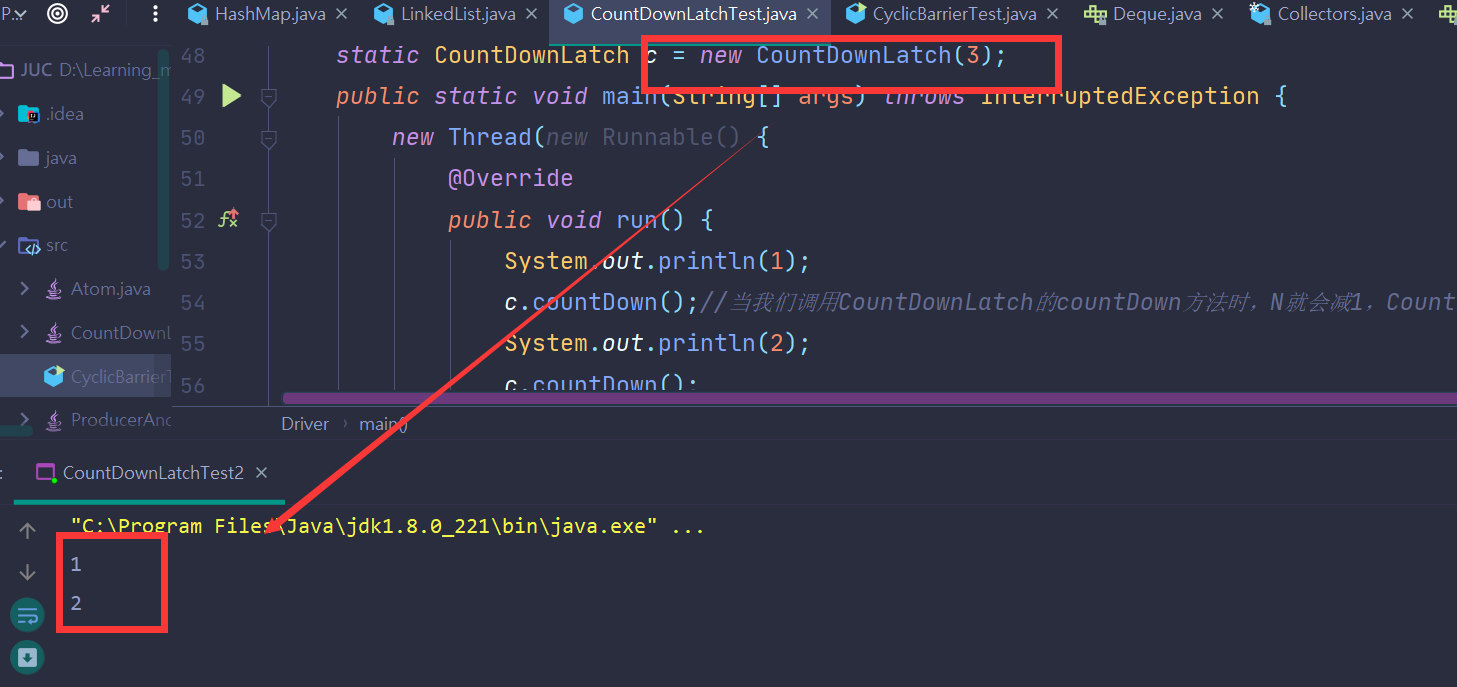 P...
HashMap.java
LinkedList.java
CountDownLatchTest.java
CyclicBarrierTest.java
Deque.java
Collectors.java
JUC D:\Learning_m
.idea
java
out
src
Atom.java
CountDownL
CyclicBarrierT
ProducerAnc
48 static CountDownLatch c = new CountDownLatch(3);
49 public static void main(String[] args) throws InterruptedException {
50 new Thread(new Runnable() {
51 @Override
52 public void run() {
53 System.out.println(1);
54 c.countDown();//当我们调用CountDownLatch的countDown方法时，N就会减1，Count
55 System.out.println(2);
56 c.countDown();
Driver › main()
CountDownLatchTest2
"C:\Program Files\Java\jdk1.8.0_221\bin\java.exe" ...
1
2